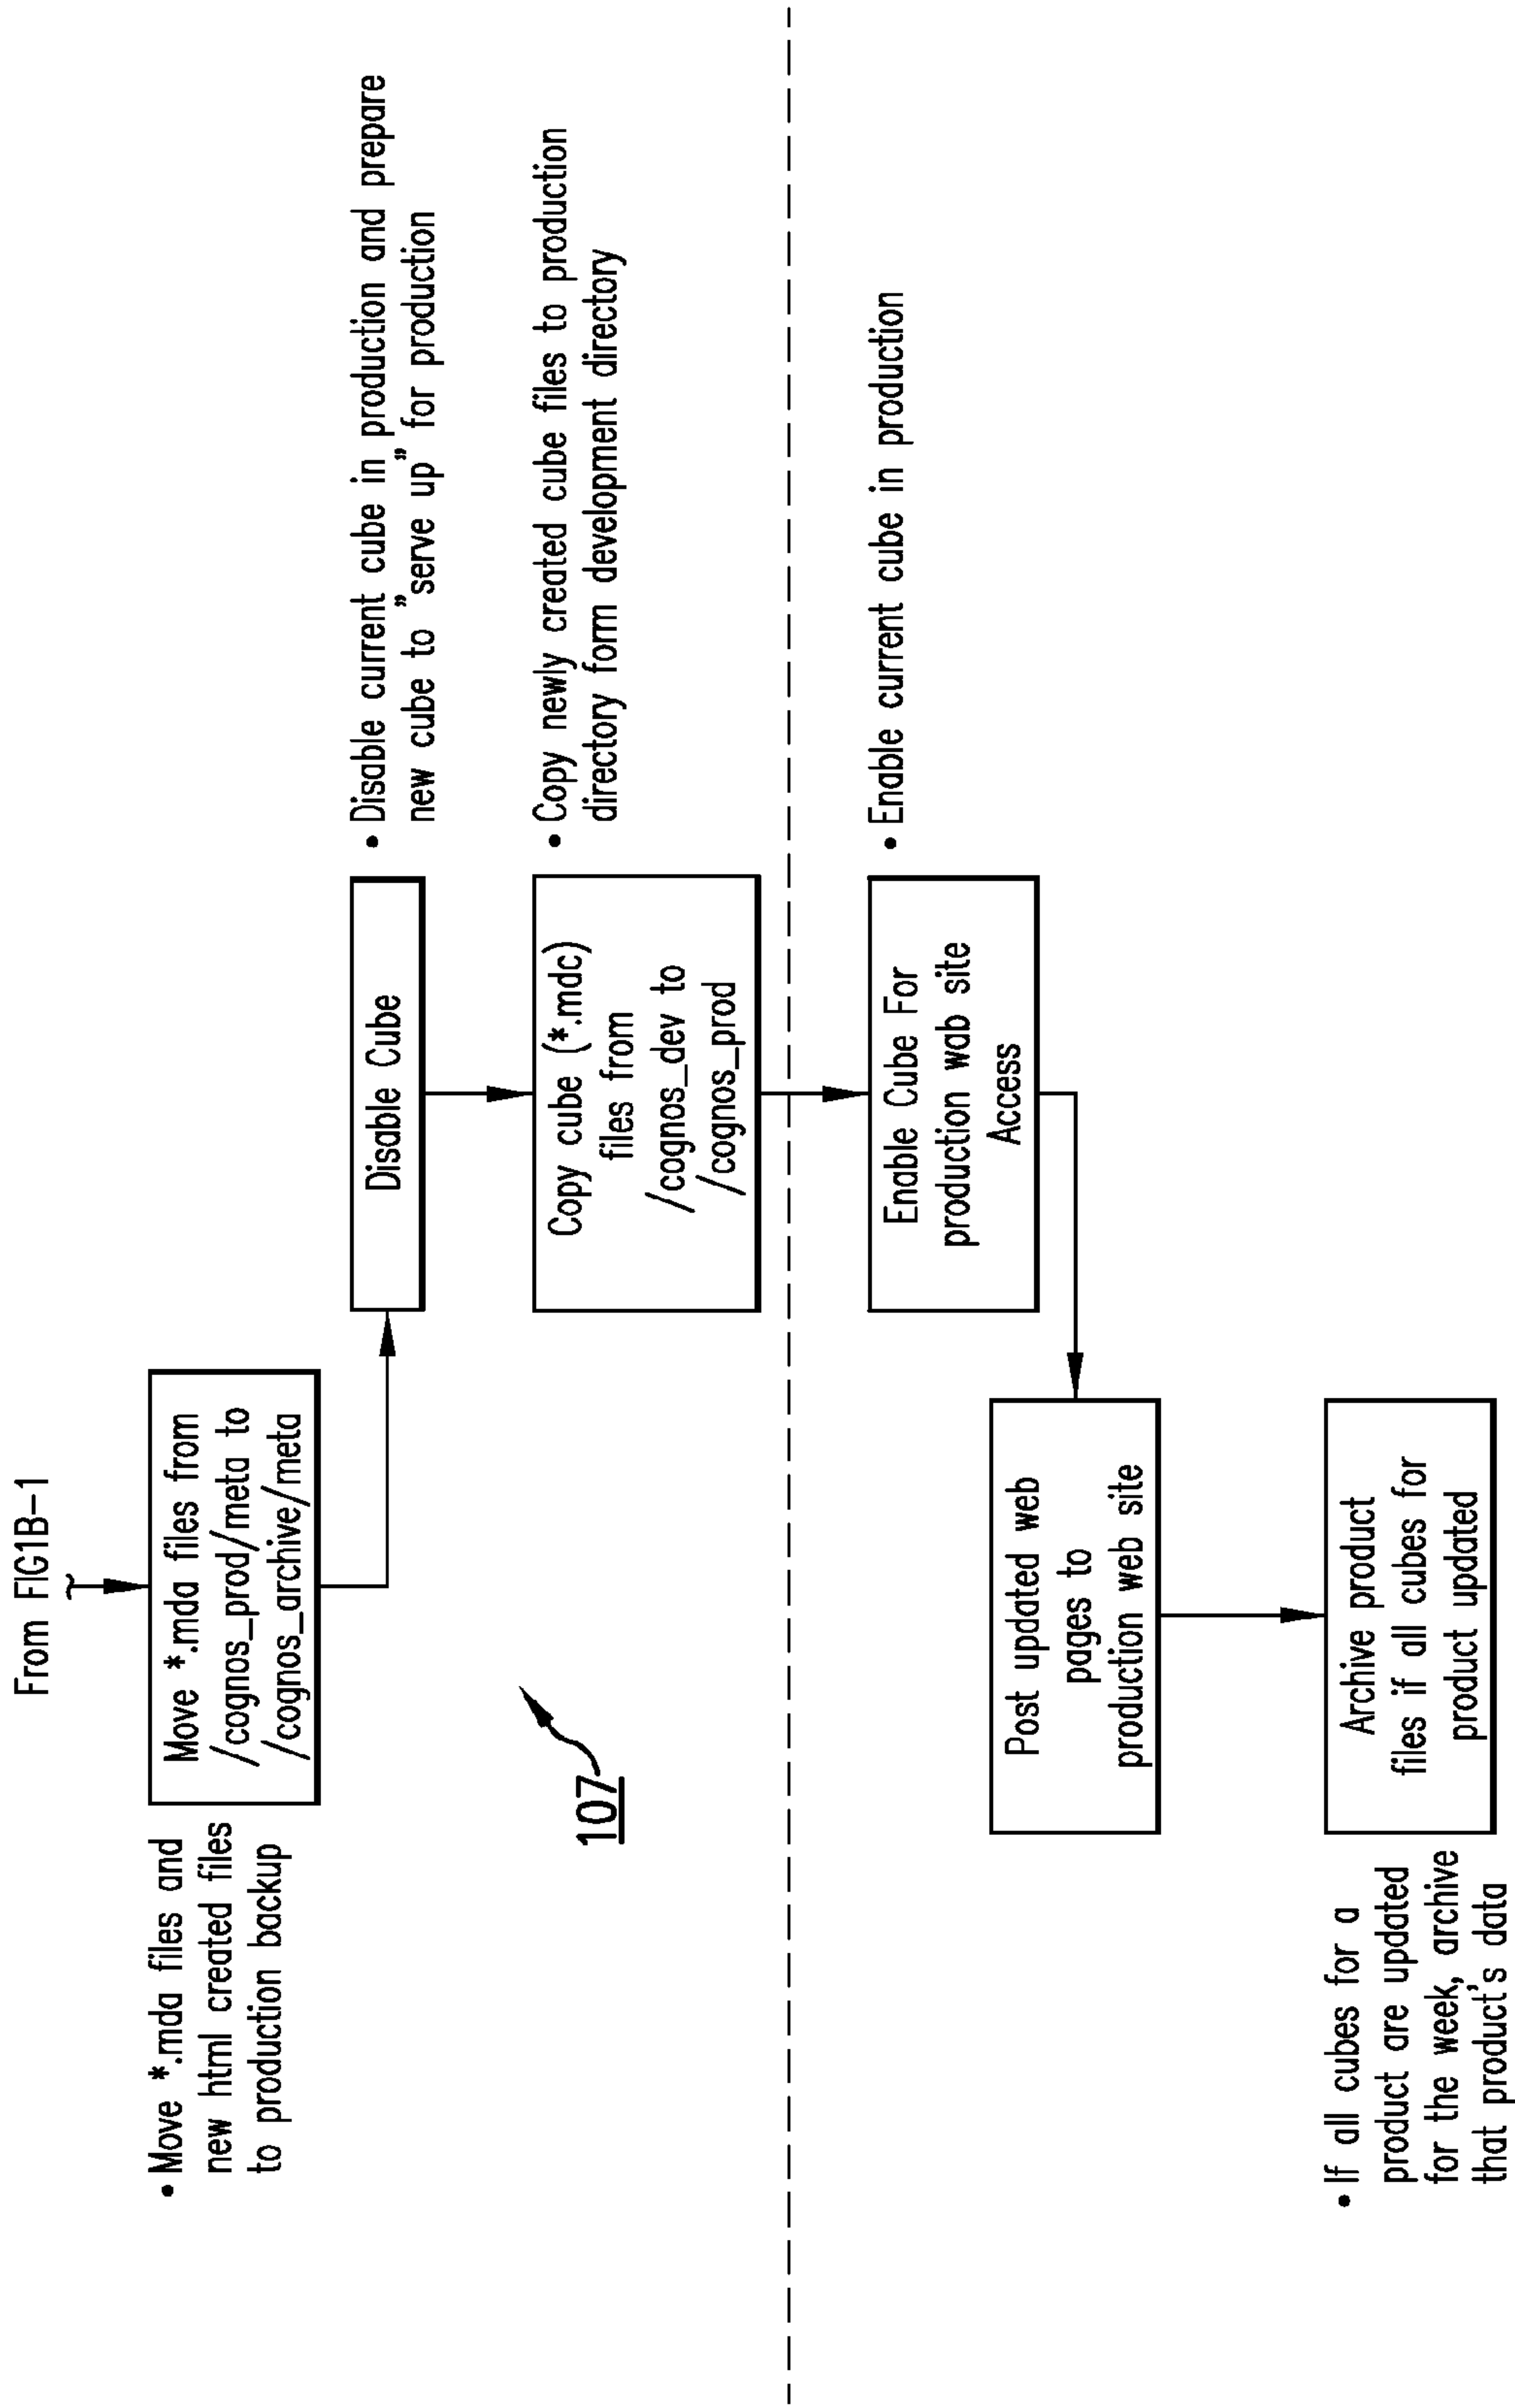 From FIG1B-1
• Move *.mda files and
new html created files
to production backup
Move *.mda files from
/cognos_prod/meta to
/cognos_archive/meta
Disable Cube
• Disable current cube in production and prepare
new cube to "serve up" for production
Copy cube (*.mdc)
files from
/cognos_dev to
/cognos_prod
• Copy newly created cube files to production
directory form development directory
107
Enable Cube For
production wab site
Access
• Enable current cube in production
Post updated web
pages to
production web site
• If all cubes for a
product are updated
for the week, archive
that product's data
Archive product
files if all cubes for
product updated